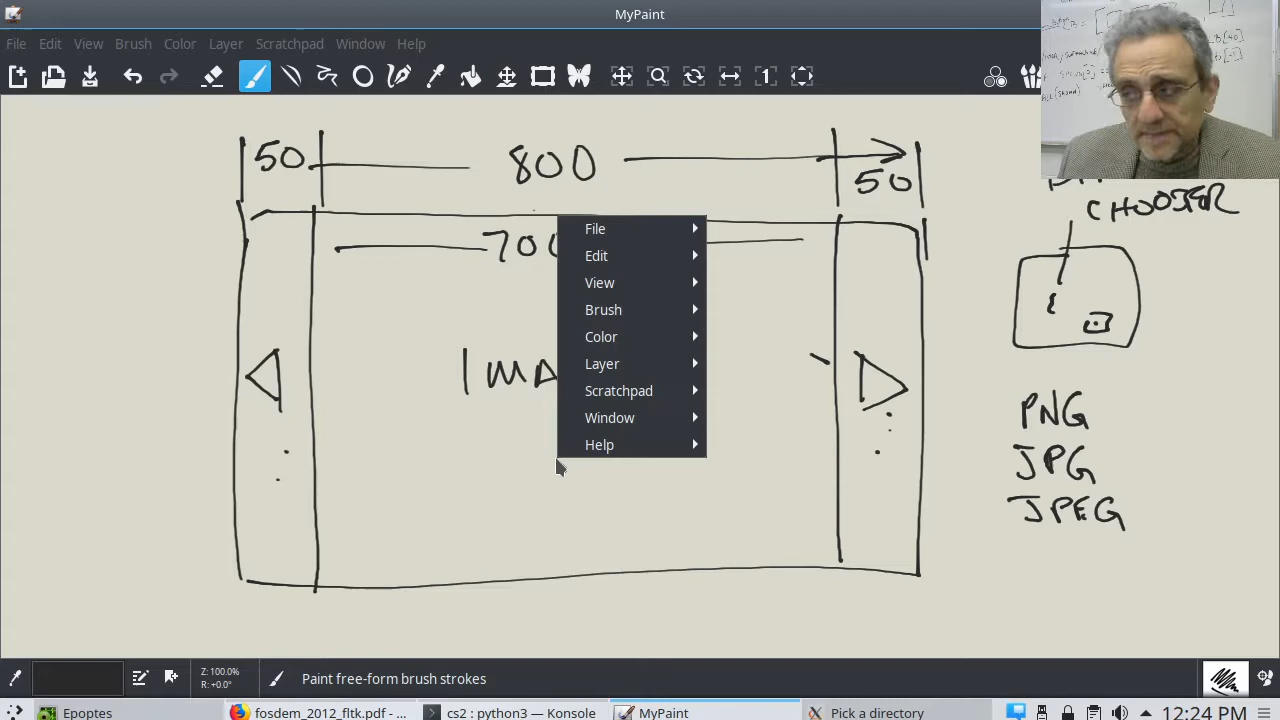 MyPaint
File Edit View Brush Color Layer Scratchpad Window Help
50 800 50
CHOOSER
700
File
Edit
View
Brush
Color
Layer
Scratchpad
Window
Help
IMA
PNG
JPG
JPEG
Z: 100.0%
R: +0.0°
Paint free-form brush strokes
Epoptes
fosdem_2012_fltk.pdf - ...
cs2 : python3 — Konsole
MyPaint
Pick a directory
12:24 PM